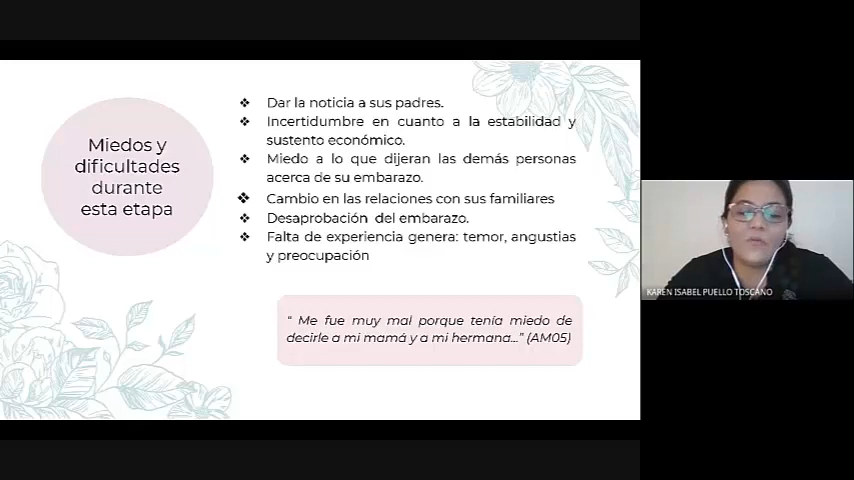 Miedos y
dificultades
durante
esta etapa
❖ Dar la noticia a sus padres.
❖ Incertidumbre en cuanto a la estabilidad y
sustento económico.
❖ Miedo a lo que dijeran las demás personas
acerca de su embarazo.
❖ Cambio en las relaciones con sus familiares
❖ Desaprobación del embarazo.
❖ Falta de experiencia genera: temor, angustias
y preocupación
“ Me fue muy mal porque tenía miedo de
decirle a mi mamá y a mi hermana...” (AM05)
KAREN ISABEL PUELLO TOSCANO